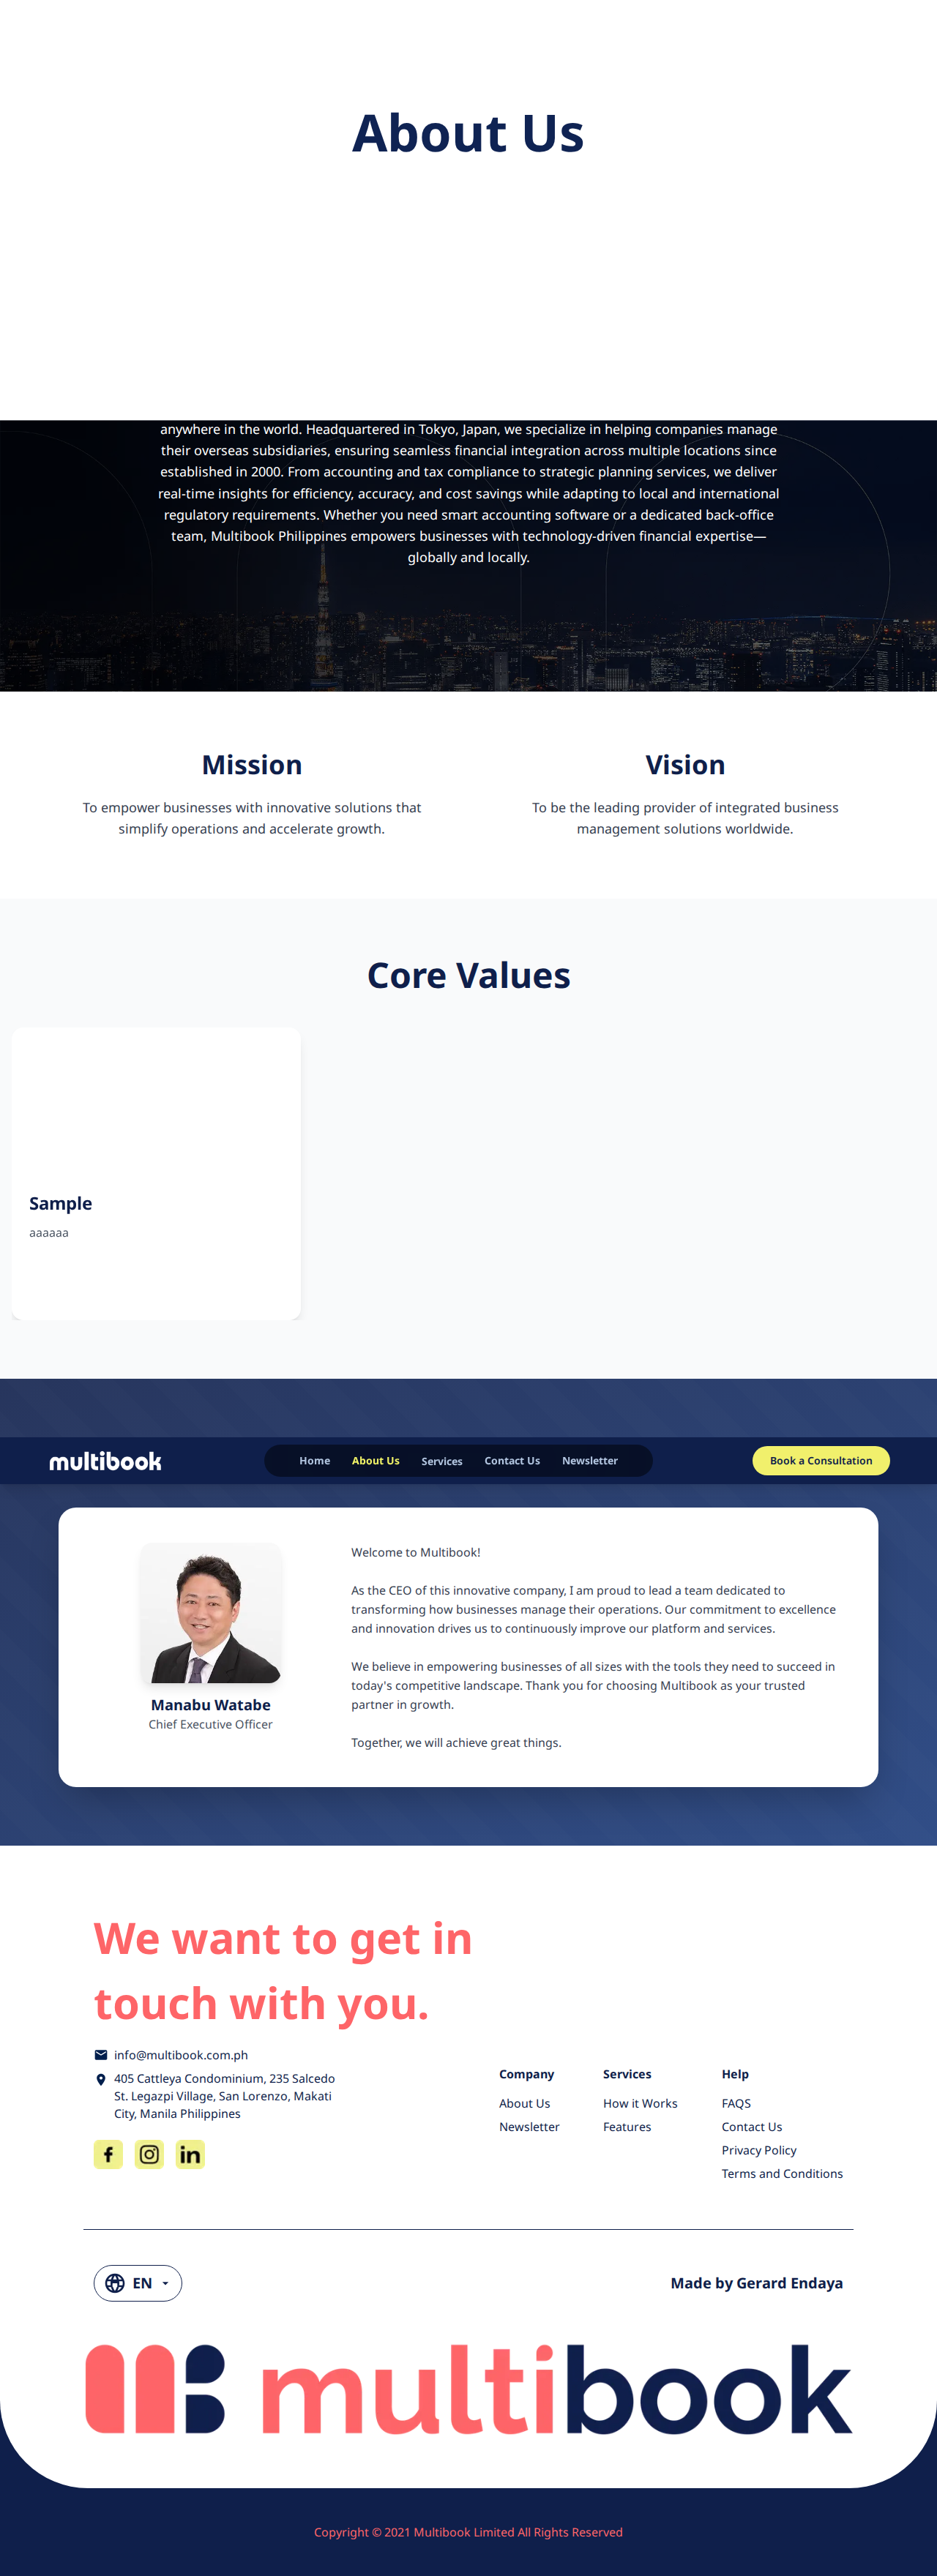 About Us
anywhere in the world. Headquartered in Tokyo, Japan, we specialize in helping companies manage
their overseas subsidiaries, ensuring seamless financial integration across multiple locations since
established in 2000. From accounting and tax compliance to strategic planning services, we deliver
real-time insights for efficiency, accuracy, and cost savings while adapting to local and international
regulatory requirements. Whether you need smart accounting software or a dedicated back-office
team, Multibook Philippines empowers businesses with technology-driven financial expertise—
globally and locally.
Mission
To empower businesses with innovative solutions that
simplify operations and accelerate growth.
Vision
To be the leading provider of integrated business
management solutions worldwide.
Core Values
Sample
aaaaaa
multibook
Home
About Us
Services
Contact Us
Newsletter
Book a Consultation
Manabu Watabe
Chief Executive Officer
Welcome to Multibook!
As the CEO of this innovative company, I am proud to lead a team dedicated to
transforming how businesses manage their operations. Our commitment to excellence
and innovation drives us to continuously improve our platform and services.
We believe in empowering businesses of all sizes with the tools they need to succeed in
today's competitive landscape. Thank you for choosing Multibook as your trusted
partner in growth.
Together, we will achieve great things.
We want to get in
touch with you.
info@multibook.com.ph
405 Cattleya Condominium, 235 Salcedo
St. Legazpi Village, San Lorenzo, Makati
City, Manila Philippines
Company
About Us
Newsletter
Services
How it Works
Features
Help
FAQS
Contact Us
Privacy Policy
Terms and Conditions
EN
Made by Gerard Endaya
multibook
Copyright © 2021 Multibook Limited All Rights Reserved